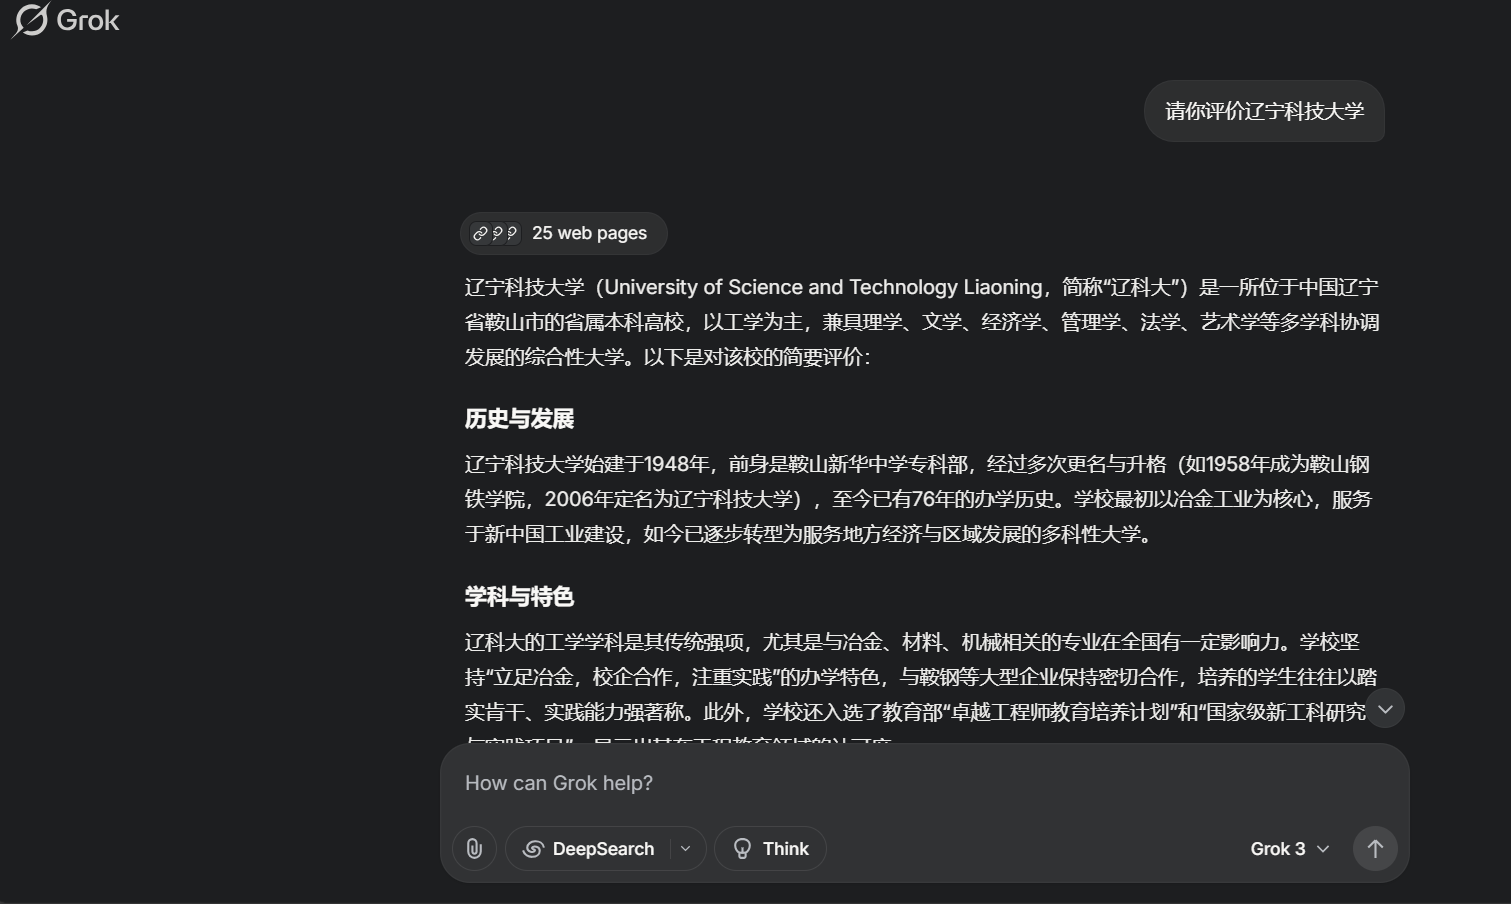 Grok
请你评价辽宁科技大学
25 web pages
辽宁科技大学（University of Science and Technology Liaoning，简称“辽科大”）是一所位于中国辽宁
省鞍山市的省属本科高校，以工学为主，兼具理学、文学、经济学、管理学、法学、艺术学等多学科协调
发展的综合性大学。以下是对该校的简要评价：
历史与发展
辽宁科技大学始建于1948年，前身是鞍山新华中学专科部，经过多次更名与升格（如1958年成为鞍山钢
铁学院，2006年定名为辽宁科技大学），至今已有76年的办学历史。学校最初以冶金工业为核心，服务
于新中国工业建设，如今已逐步转型为服务地方经济与区域发展的多科性大学。
学科与特色
辽科大的工学学科是其传统强项，尤其是与冶金、材料、机械相关的专业在全国有一定影响力。学校坚
持“立足冶金，校企合作，注重实践”的办学特色，与鞍钢等大型企业保持密切合作，培养的学生往往以踏
实肯干、实践能力强著称。此外，学校还入选了教育部“卓越工程师教育培养计划”和“国家级新工科研究
How can Grok help?
DeepSearch
Think
Grok 3